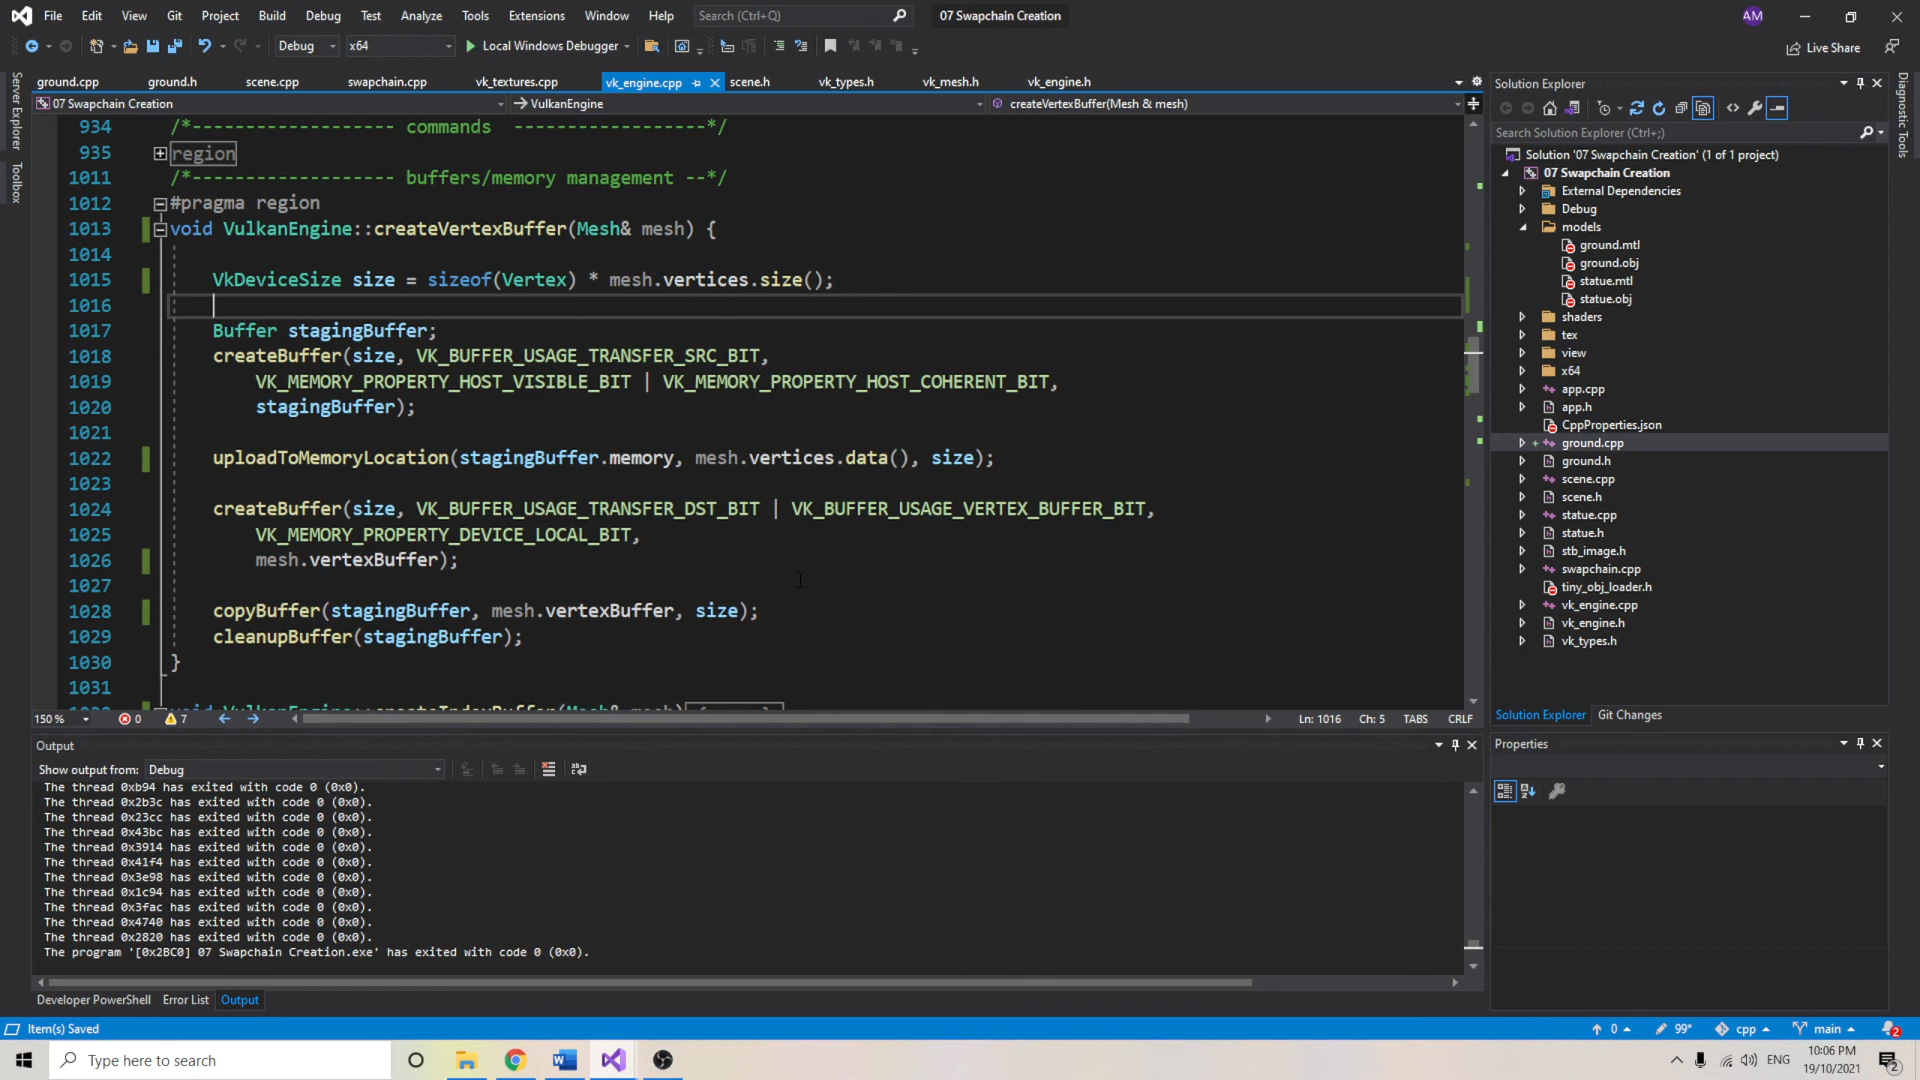 File Edit View Git Project Build Debug Test Analyze Tools Extensions Window Help Search (Ctrl+Q) 07 Swapchain Creation AM
Debug x64 Local Windows Debugger Live Share
ground.cpp ground.h scene.cpp swapchain.cpp vk_textures.cpp vk_engine.cpp scene.h vk_types.h vk_mesh.h vk_engine.h
07 Swapchain Creation VulkanEngine createVertexBuffer(Mesh & mesh)
Server Explorer
Toolbox
934 /*------------------- commands ------------------*/
935 region
1011 /*------------------- buffers/memory management --*/
1012 #pragma region
1013 void VulkanEngine::createVertexBuffer(Mesh& mesh) {
1014
1015 VkDeviceSize size = sizeof(Vertex) * mesh.vertices.size();
1016
1017 Buffer stagingBuffer;
1018 createBuffer(size, VK_BUFFER_USAGE_TRANSFER_SRC_BIT,
1019 VK_MEMORY_PROPERTY_HOST_VISIBLE_BIT | VK_MEMORY_PROPERTY_HOST_COHERENT_BIT,
1020 stagingBuffer);
1021
1022 uploadToMemoryLocation(stagingBuffer.memory, mesh.vertices.data(), size);
1023
1024 createBuffer(size, VK_BUFFER_USAGE_TRANSFER_DST_BIT | VK_BUFFER_USAGE_VERTEX_BUFFER_BIT,
1025 VK_MEMORY_PROPERTY_DEVICE_LOCAL_BIT,
1026 mesh.vertexBuffer);
1027
1028 copyBuffer(stagingBuffer, mesh.vertexBuffer, size);
1029 cleanupBuffer(stagingBuffer);
1030 }
1031
150 % 0 7 Ln: 1016 Ch: 5 TABS CRLF
Output
Show output from: Debug
The thread 0xb94 has exited with code 0 (0x0).
The thread 0x2b3c has exited with code 0 (0x0).
The thread 0x23cc has exited with code 0 (0x0).
The thread 0x43bc has exited with code 0 (0x0).
The thread 0x3914 has exited with code 0 (0x0).
The thread 0x41f4 has exited with code 0 (0x0).
The thread 0x3e98 has exited with code 0 (0x0).
The thread 0x1c94 has exited with code 0 (0x0).
The thread 0x3fac has exited with code 0 (0x0).
The thread 0x4740 has exited with code 0 (0x0).
The thread 0x2820 has exited with code 0 (0x0).
The program '[0x2BC0] 07 Swapchain Creation.exe' has exited with code 0 (0x0).
Developer PowerShell Error List Output
Solution Explorer
Search Solution Explorer (Ctrl+;)
Solution '07 Swapchain Creation' (1 of 1 project)
07 Swapchain Creation
External Dependencies
Debug
models
ground.mtl
ground.obj
statue.mtl
statue.obj
shaders
tex
view
x64
app.cpp
app.h
CppProperties.json
ground.cpp
ground.h
scene.cpp
scene.h
statue.cpp
statue.h
stb_image.h
swapchain.cpp
tiny_obj_loader.h
vk_engine.cpp
vk_engine.h
vk_types.h
Solution Explorer Git Changes
Properties
Diagnostic Tools
Item(s) Saved 0 99* cpp main 2
Type here to search ENG 10:06 PM
19/10/2021 2